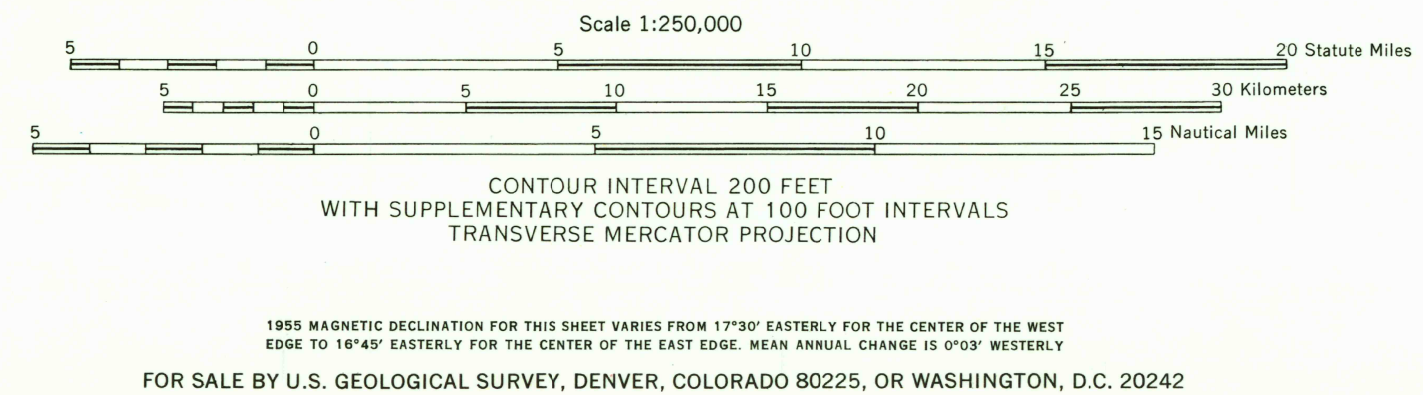 Scale 1:250,000
5 0 5 10 15 20 Statute Miles
5 0 5 10 15 20 25 30 Kilometers
5 0 5 10 15 Nautical Miles
CONTOUR INTERVAL 200 FEET
WITH SUPPLEMENTARY CONTOURS AT 100 FOOT INTERVALS
TRANSVERSE MERCATOR PROJECTION
1955 MAGNETIC DECLINATION FOR THIS SHEET VARIES FROM 17°30′ EASTERLY FOR THE CENTER OF THE WEST
EDGE TO 16°45′ EASTERLY FOR THE CENTER OF THE EAST EDGE. MEAN ANNUAL CHANGE IS 0°03′ WESTERLY
FOR SALE BY U.S. GEOLOGICAL SURVEY, DENVER, COLORADO 80225, OR WASHINGTON, D.C. 20242